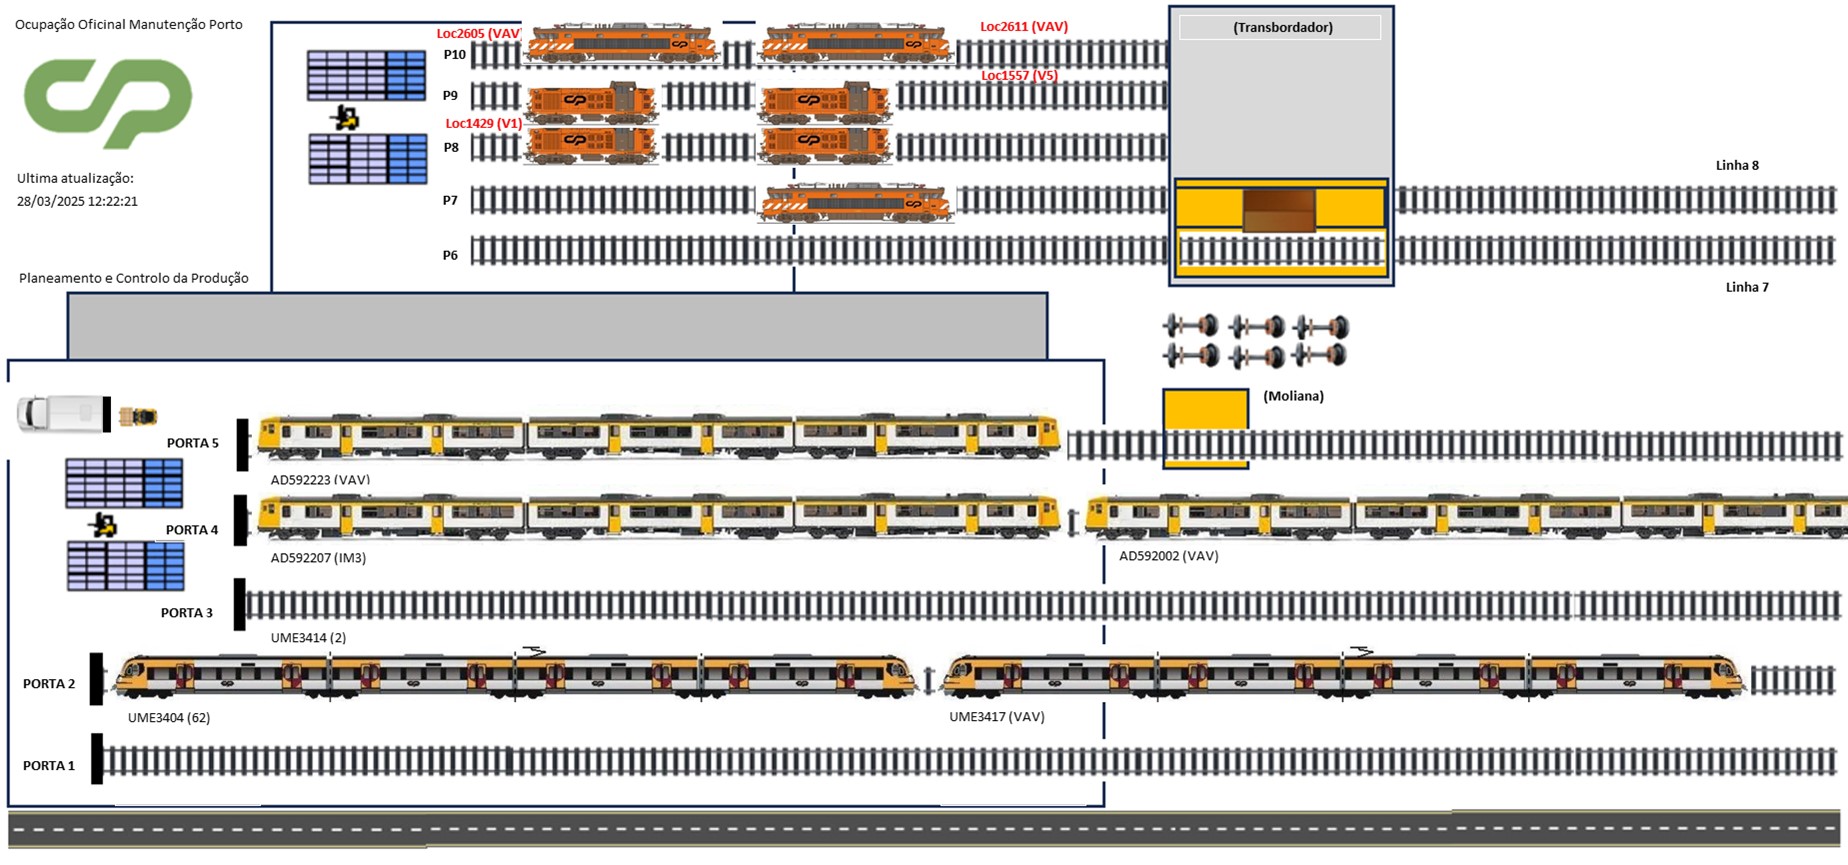 Ocupação Oficinal Manutenção Porto
CP
Ultima atualização:
28/03/2025 12:22:21
Planeamento e Controlo da Produção
Loc2605 (VAV)
Loc2611 (VAV)
P10
Loc1557 (V5)
P9
Loc1429 (V1)
P8
P7
P6
(Transbordador)
Linha 8
Linha 7
(Moliana)
PORTA 5
AD592223 (VAV)
PORTA 4
AD592207 (IM3)
AD592002 (VAV)
PORTA 3
UME3414 (2)
PORTA 2
UME3404 (62)
UME3417 (VAV)
PORTA 1